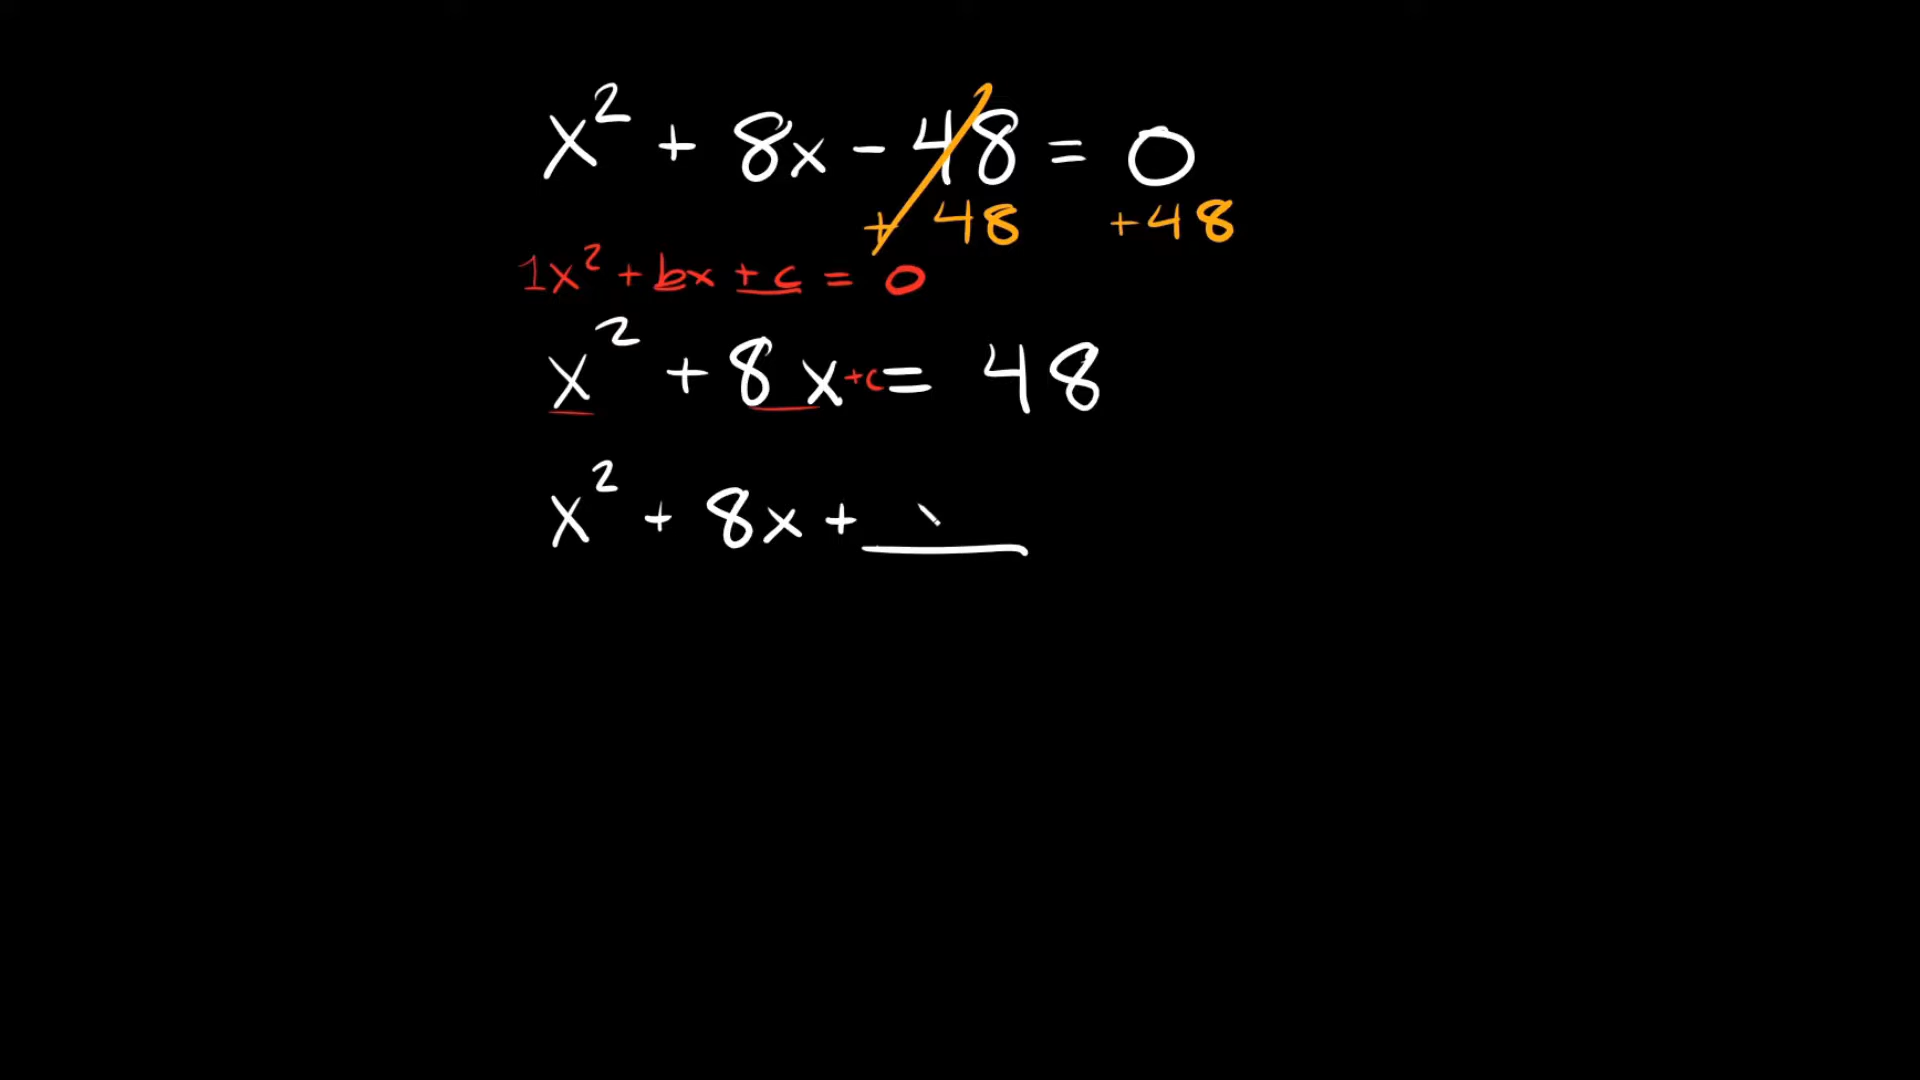 x² + 8x - 48 = 0
+ 48 +48
1x² + bx + c = 0
x² + 8x +c = 48
x² + 8x + ___